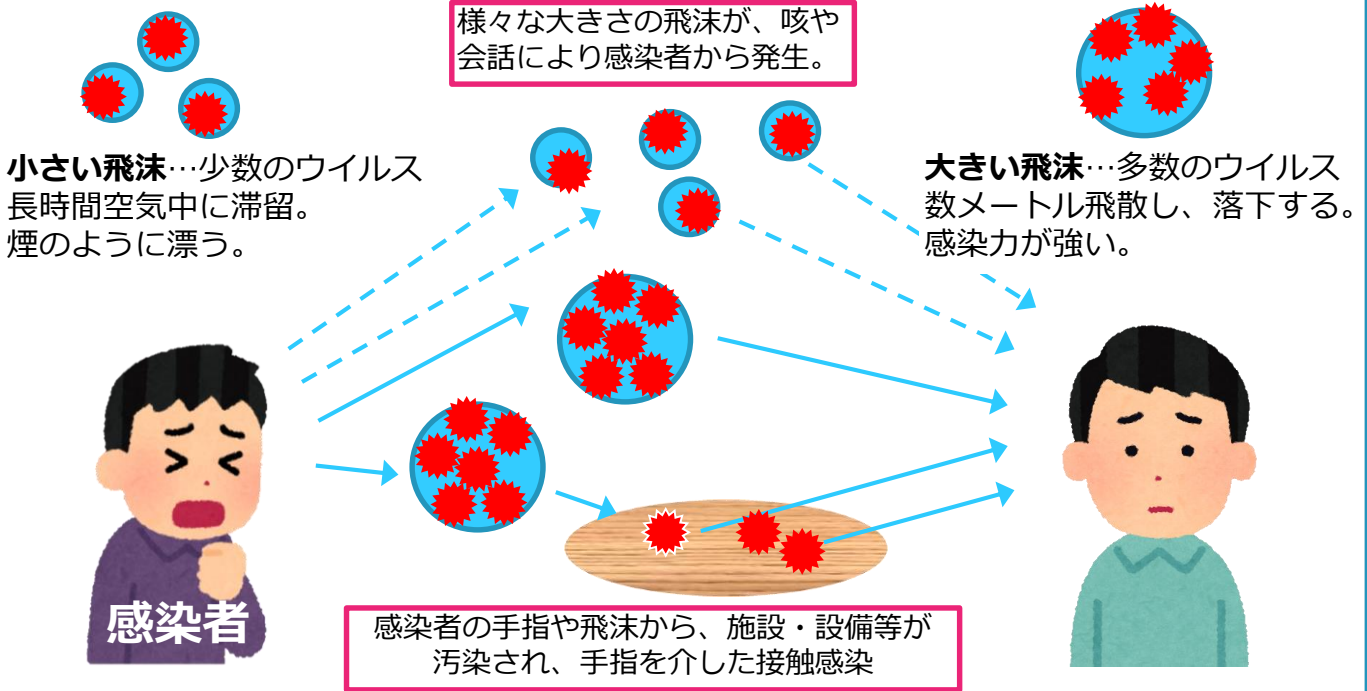 様々な大きさの飛沫が、咳や
会話により感染者から発生。
小さい飛沫…少数のウイルス
長時間空気中に滞留。
煙のように漂う。
大きい飛沫…多数のウイルス
数メートル飛散し、落下する。
感染力が強い。
感染者
感染者の手指や飛沫から、施設・設備等が
汚染され、手指を介した接触感染